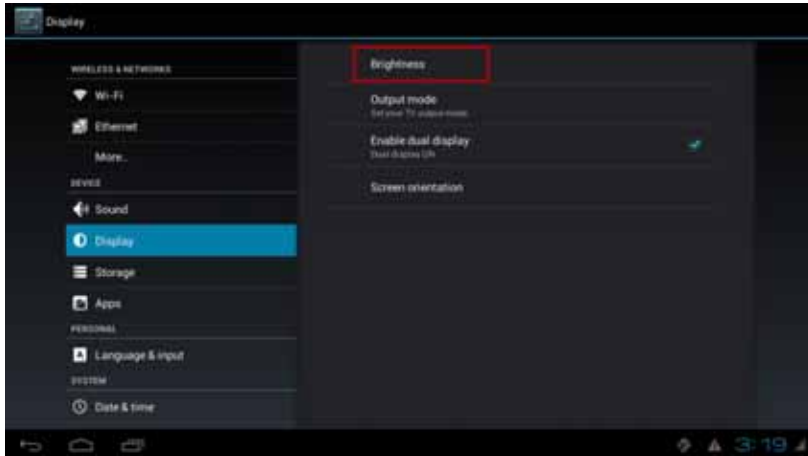 Display
WIRELESS & NETWORKS
Wi-Fi
Ethernet
More...
DEVICE
Sound
Display
Storage
Apps
PERSONAL
Language & input
SYSTEM
Date & time
Brightness
Output mode
Set your TV output mode
Enable dual display
Dual display ON
Screen orientation
3:19